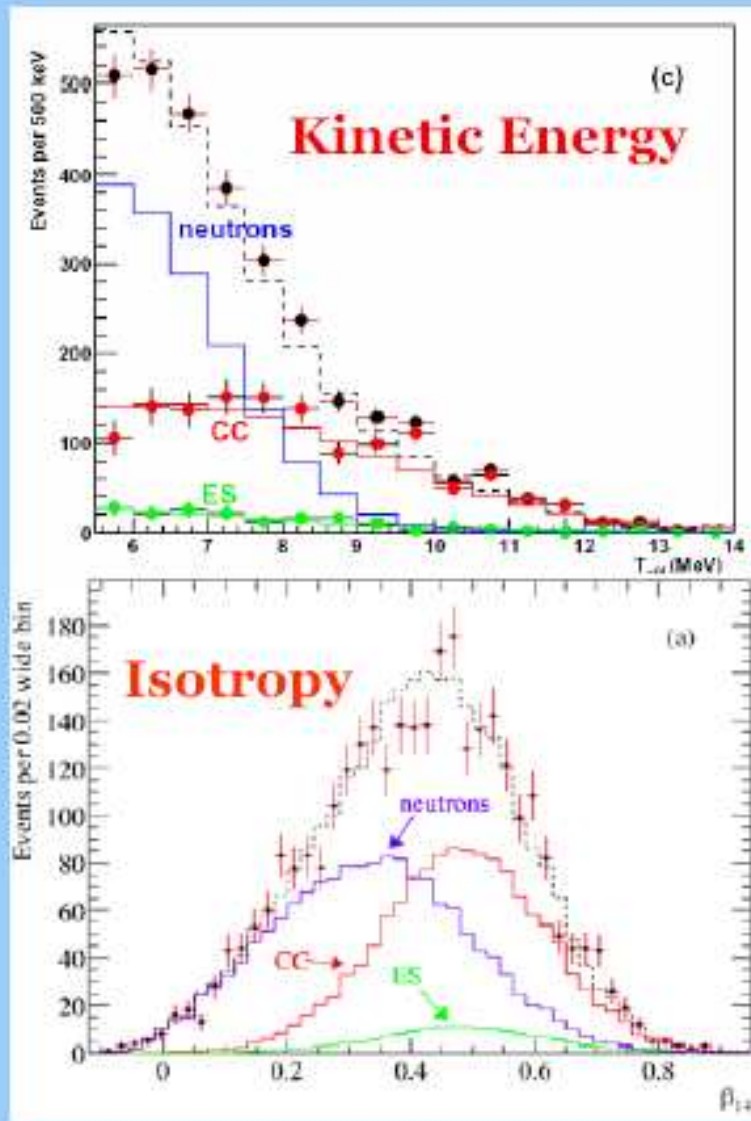 (c)
Kinetic Energy
Events per 500 keV
500
400
300
200
100
0
neutrons
CC
ES
6 7 8 9 10 11 12 13 14
(MeV)
(a)
Isotropy
Events per 0.02 wide bin
180
160
140
120
100
80
60
40
20
0
neutrons
CC
ES
0 0.2 0.4 0.6 0.8
β₁₄